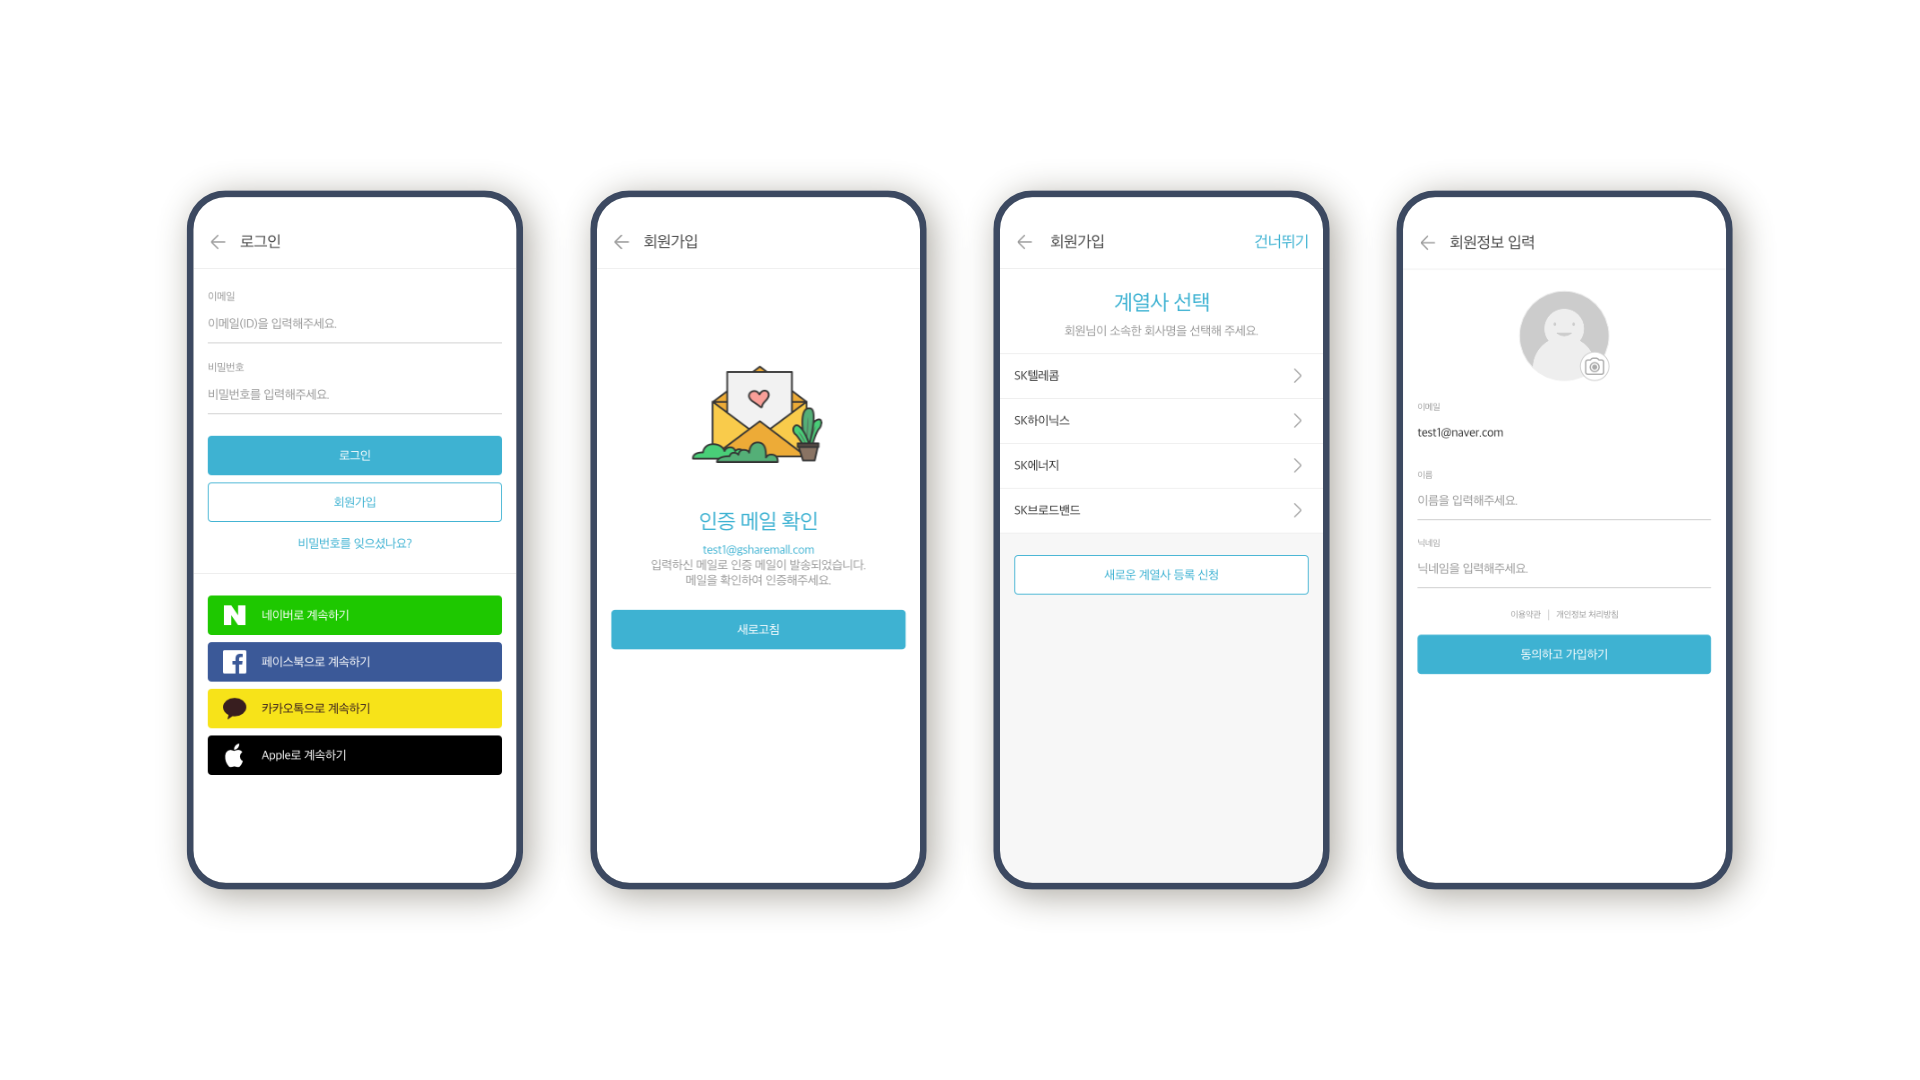 로그인
이메일
이메일(ID)을 입력해주세요.
비밀번호
비밀번호를 입력해주세요.
로그인
회원가입
비밀번호를 잊으셨나요?
네이버로 계속하기
페이스북으로 계속하기
카카오톡으로 계속하기
Apple로 계속하기
회원가입
인증 메일 확인
test1@gsharemall.com
입력하신 메일로 인증 메일이 발송되었습니다.
메일을 확인하여 인증해주세요.
새로고침
회원가입
건너뛰기
계열사 선택
회원님이 소속한 회사명을 선택해 주세요.
SK텔레콤
SK하이닉스
SK에너지
SK브로드밴드
새로운 계열사 등록 신청
회원정보 입력
이메일
test1@naver.com
이름
이름을 입력해주세요.
닉네임
닉네임을 입력해주세요.
이용약관 | 개인정보 처리방침
동의하고 가입하기